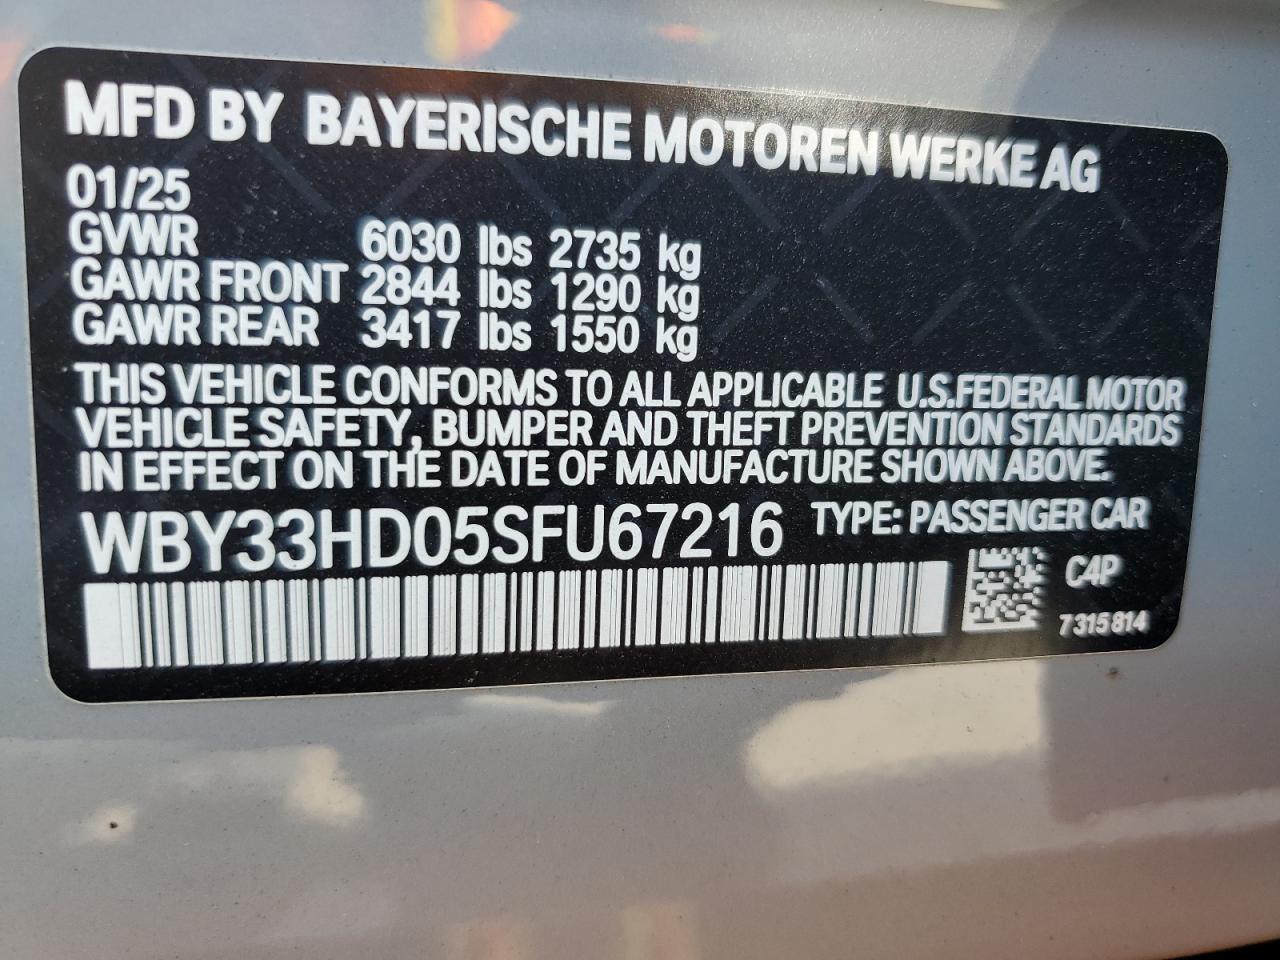 MFD BY BAYERISCHE MOTOREN WERKE AG
01/25
GVWR 6030 lbs 2735 kg
GAWR FRONT 2844 lbs 1290 kg
GAWR REAR 3417 lbs 1550 kg
THIS VEHICLE CONFORMS TO ALL APPLICABLE U.S.FEDERAL MOTOR
VEHICLE SAFETY, BUMPER AND THEFT PREVENTION STANDARDS
IN EFFECT ON THE DATE OF MANUFACTURE SHOWN ABOVE.
WBY33HD05SFU67216 TYPE: PASSENGER CAR
C4P
7315814